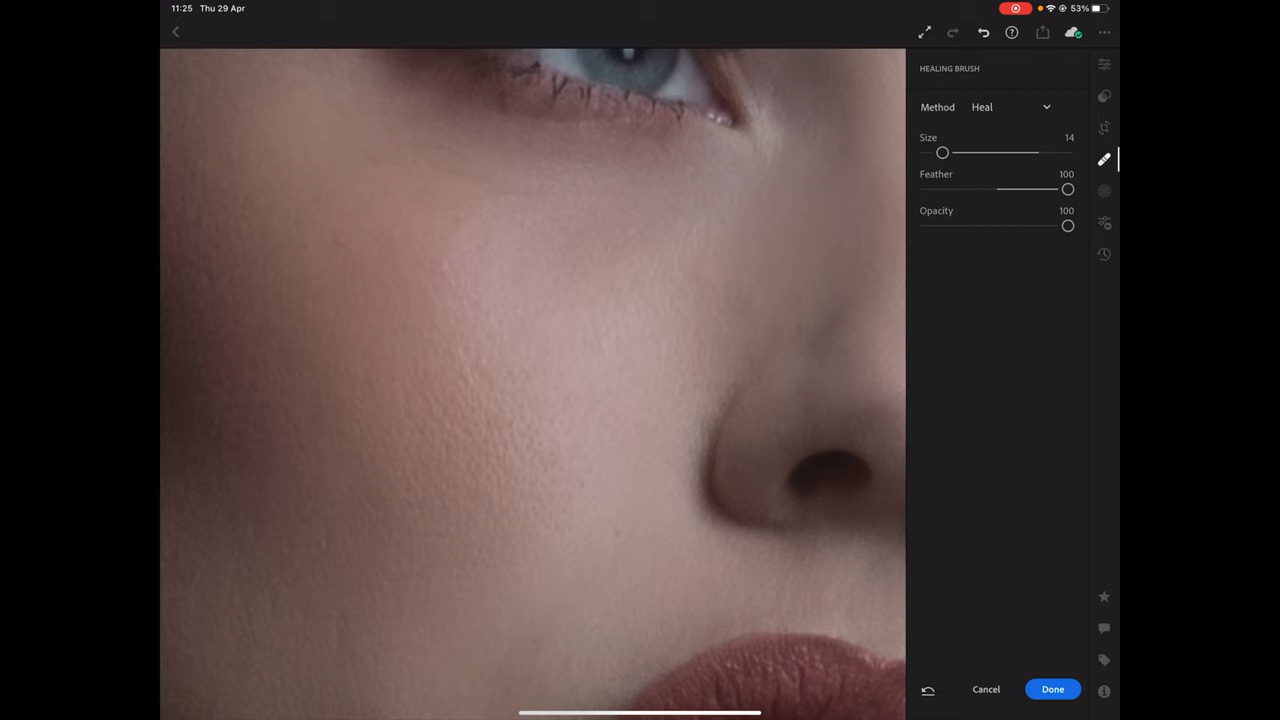 11:25 Thu 29 Apr
53%
HEALING BRUSH
Method Heal
Size 14
Feather 100
Opacity 100
Cancel Done